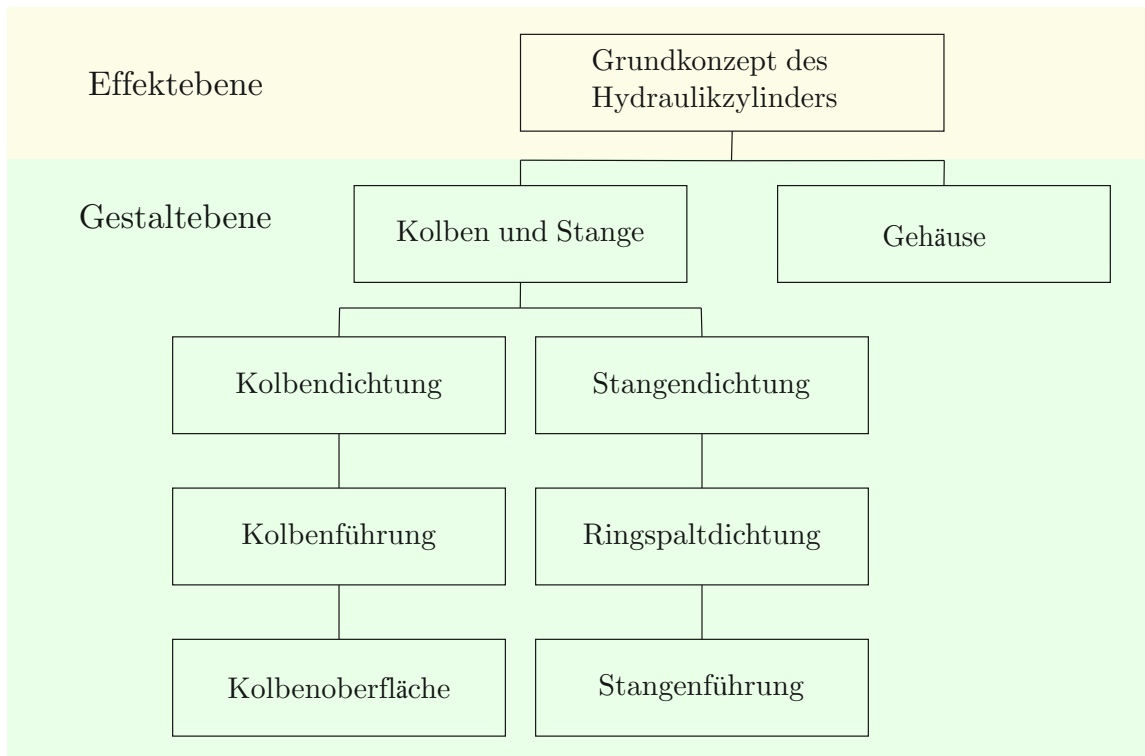 Effektebene
Grundkonzept des
Hydraulikzylinders
Gestaltebene
Kolben und Stange
Gehäuse
Kolbendichtung
Stangendichtung
Kolbenführung
Ringspaltdichtung
Kolbenoberfläche
Stangenführung